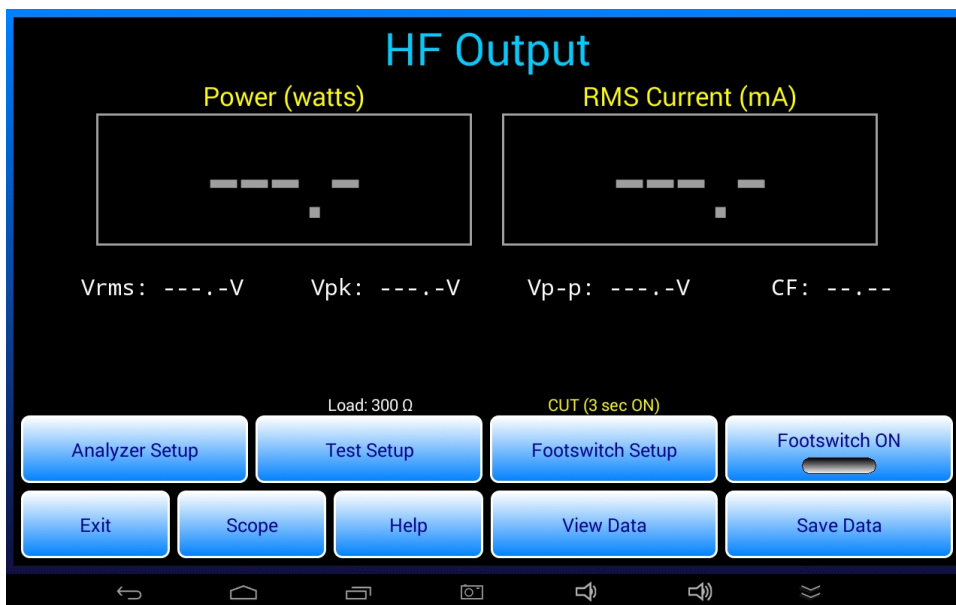 HF Output
Power (watts) RMS Current (mA)
---.- ---.-
Vrms: ---.-V Vpk: ---.-V Vp-p: ---.-V CF: --.--
Load: 300 Ω CUT (3 sec ON)
Analyzer Setup Test Setup Footswitch Setup Footswitch ON
Exit Scope Help View Data Save Data